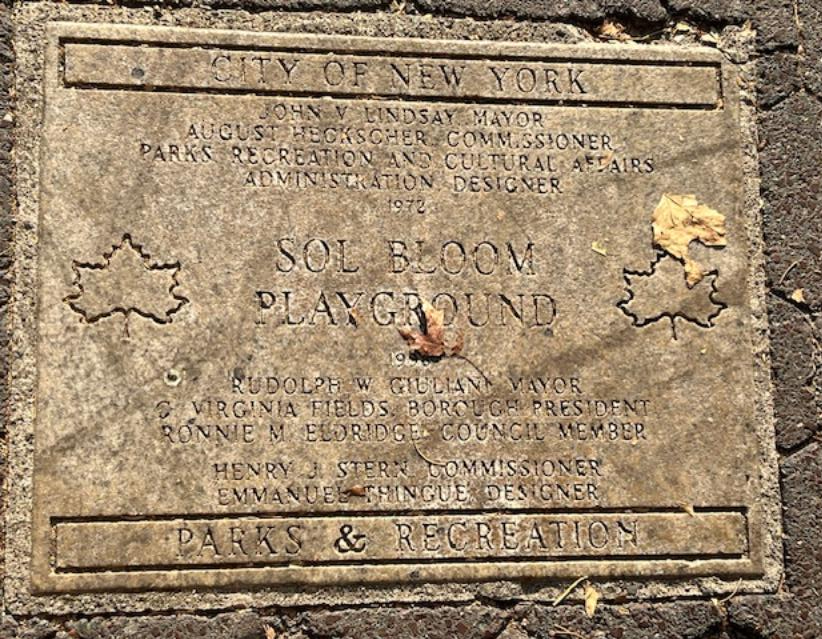 CITY OF NEW YORK
JOHN V LINDSAY MAYOR
AUGUST HECKSCHER COMMISSIONER
PARKS RECREATION AND CULTURAL AFFAIRS
ADMINISTRATION DESIGNER
1972
SOL BLOOM
PLAYGROUND
RUDOLPH W GIULIANI MAYOR
C VIRGINIA FIELDS BOROUGH PRESIDENT
RONNIE M ELDRIDGE COUNCIL MEMBER
HENRY J STERN COMMISSIONER
EMMANUEL THINGUE DESIGNER
PARKS & RECREATION